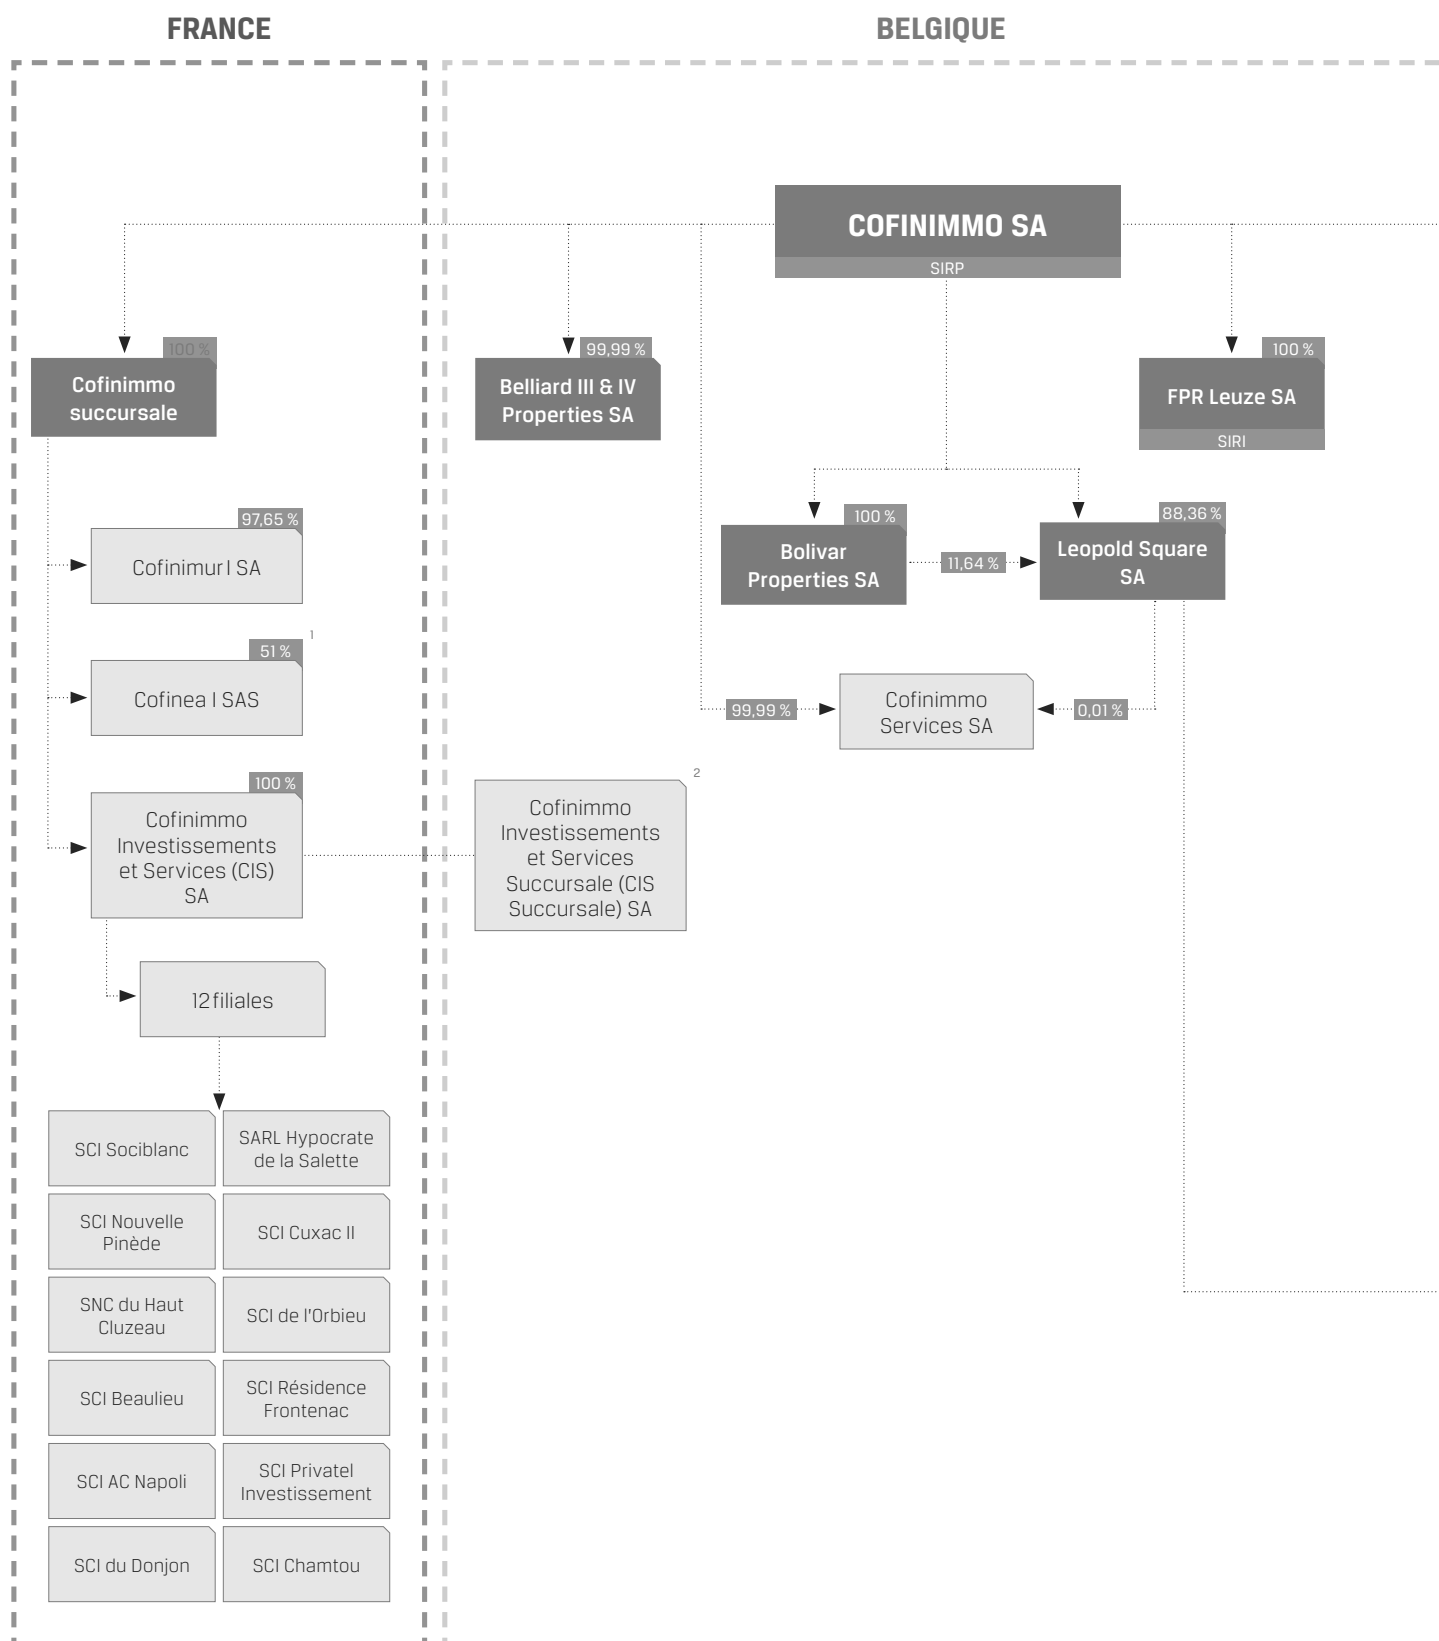 FRANCE
BELGIQUE
COFINIMMO SA
SIRP
100 %
Cofinimmo
succursale
99,99 %
Belliard III & IV
Properties SA
100 %
FPR Leuze SA
SIRI
97,65 %
Cofinimur I SA
100 %
Bolivar
Properties SA
11,64 %
88,36 %
Leopold Square
SA
1
51 %
Cofinea I SAS
99,99 %
Cofinimmo
Services SA
0,01 %
100 %
Cofinimmo
Investissements
et Services (CIS)
SA
2
Cofinimmo
Investissements
et Services
Succursale (CIS
Succursale) SA
12 filiales
SCI Sociblanc
SARL Hypocrate
de la Salette
SCI Nouvelle
Pinède
SCI Cuxac II
SNC du Haut
Cluzeau
SCI de l'Orbieu
SCI Beaulieu
SCI Résidence
Frontenac
SCI AC Napoli
SCI Privatel
Investissement
SCI du Donjon
SCI Chamtou